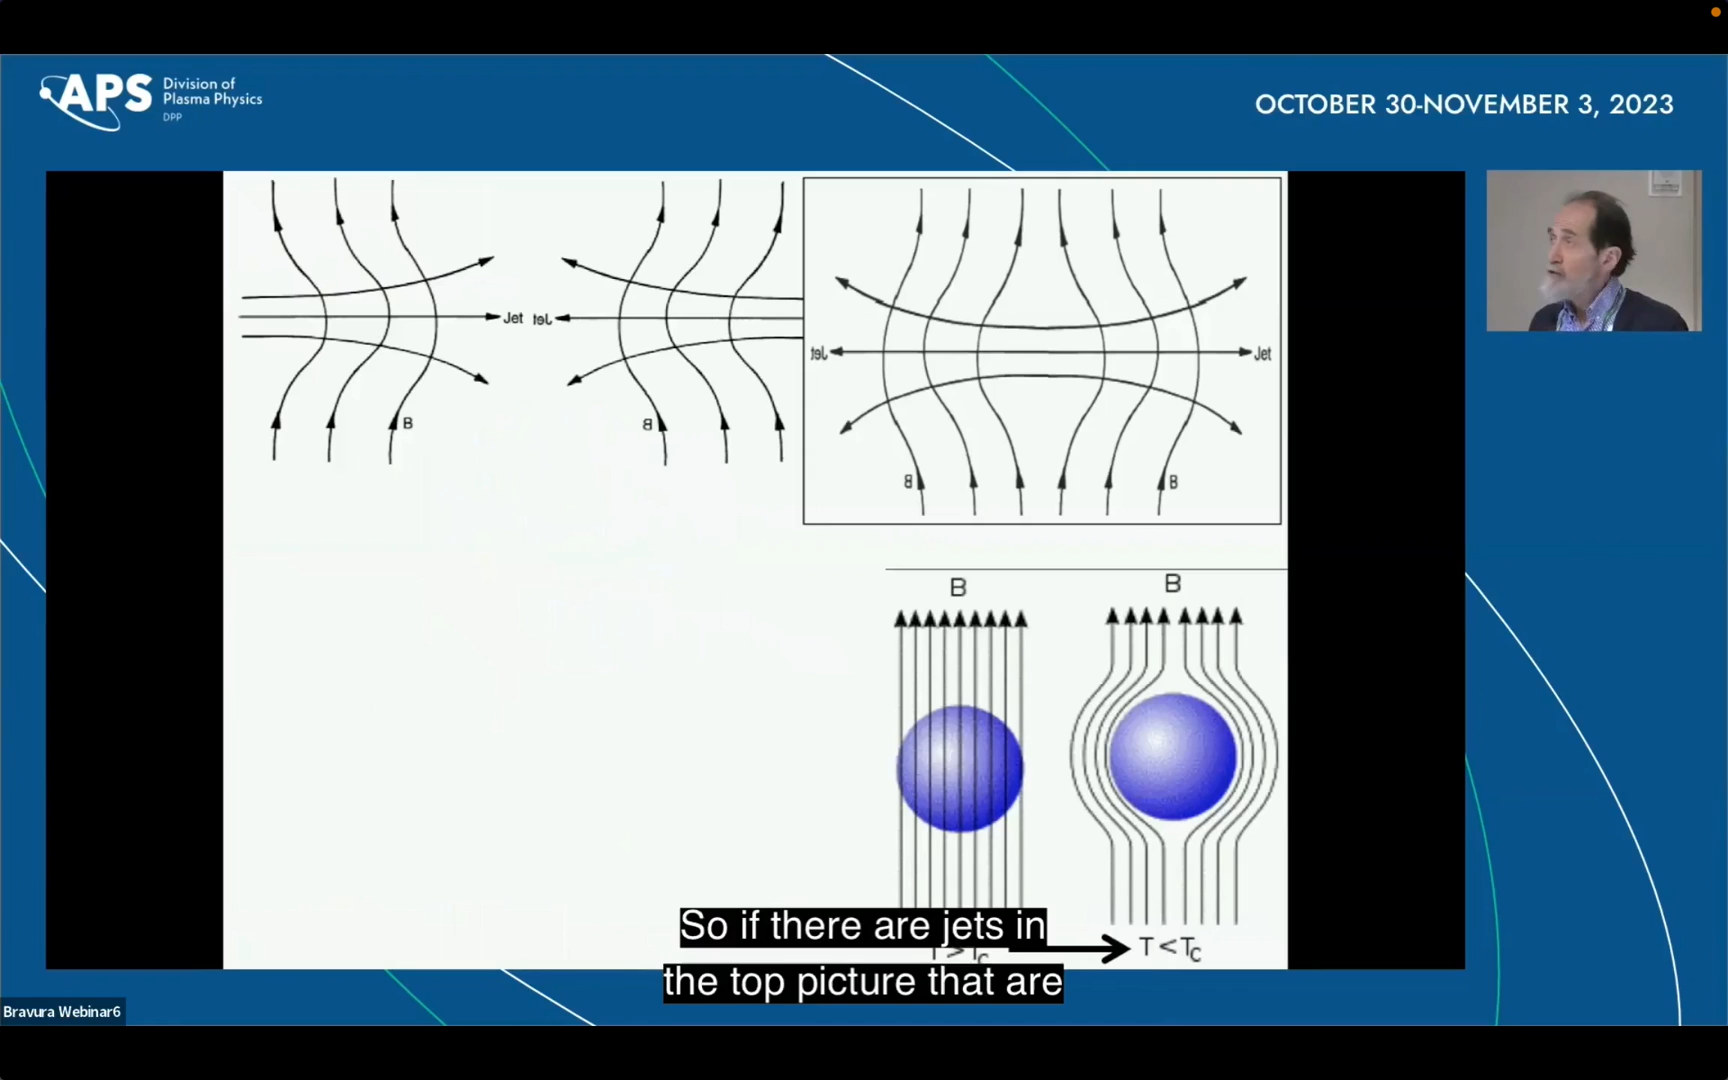 APS
Division of
Plasma Physics
DPP
OCTOBER 30-NOVEMBER 3, 2023
Jet Jet
B B
Jet Jet
B B
B B
So if there are jets in
T > Tc T < Tc
the top picture that are
Bravura Webinar6